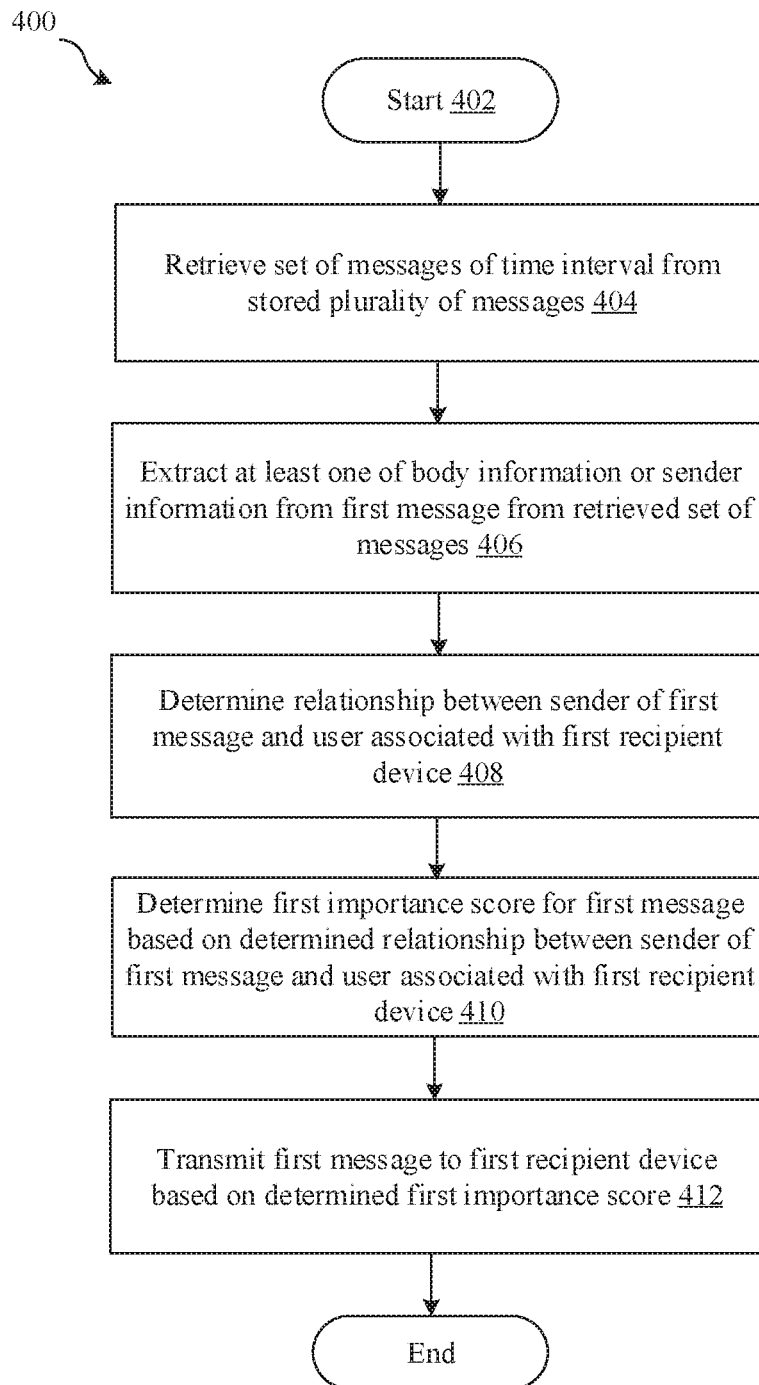 400
Start 402
Retrieve set of messages of time interval from
stored plurality of messages 404
Extract at least one of body information or sender
information from first message from retrieved set of
messages 406
Determine relationship between sender of first
message and user associated with first recipient
device 408
Determine first importance score for first message
based on determined relationship between sender of
first message and user associated with first recipient
device 410
Transmit first message to first recipient device
based on determined first importance score 412
End